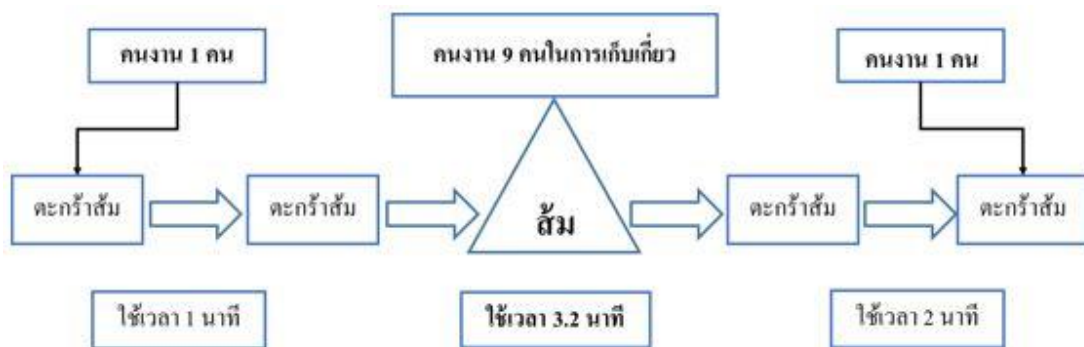 คนงาน 1 คน
คนงาน 9 คนในการเก็บเกี่ยว
คนงาน 1 คน
ตะกร้าส้ม
ตะกร้าส้ม
ส้ม
ตะกร้าส้ม
ตะกร้าส้ม
ใช้เวลา 1 นาที
ใช้เวลา 3.2 นาที
ใช้เวลา 2 นาที